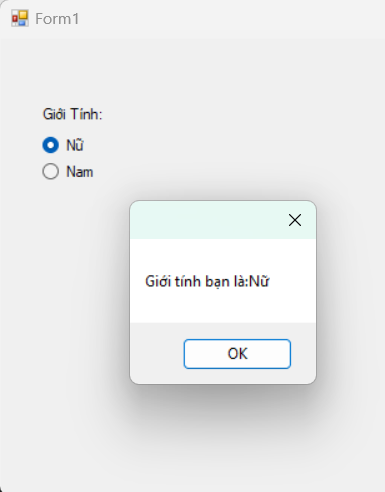 Form1
Giới Tính:
Nữ
Nam
Giới tính bạn là:Nữ
OK